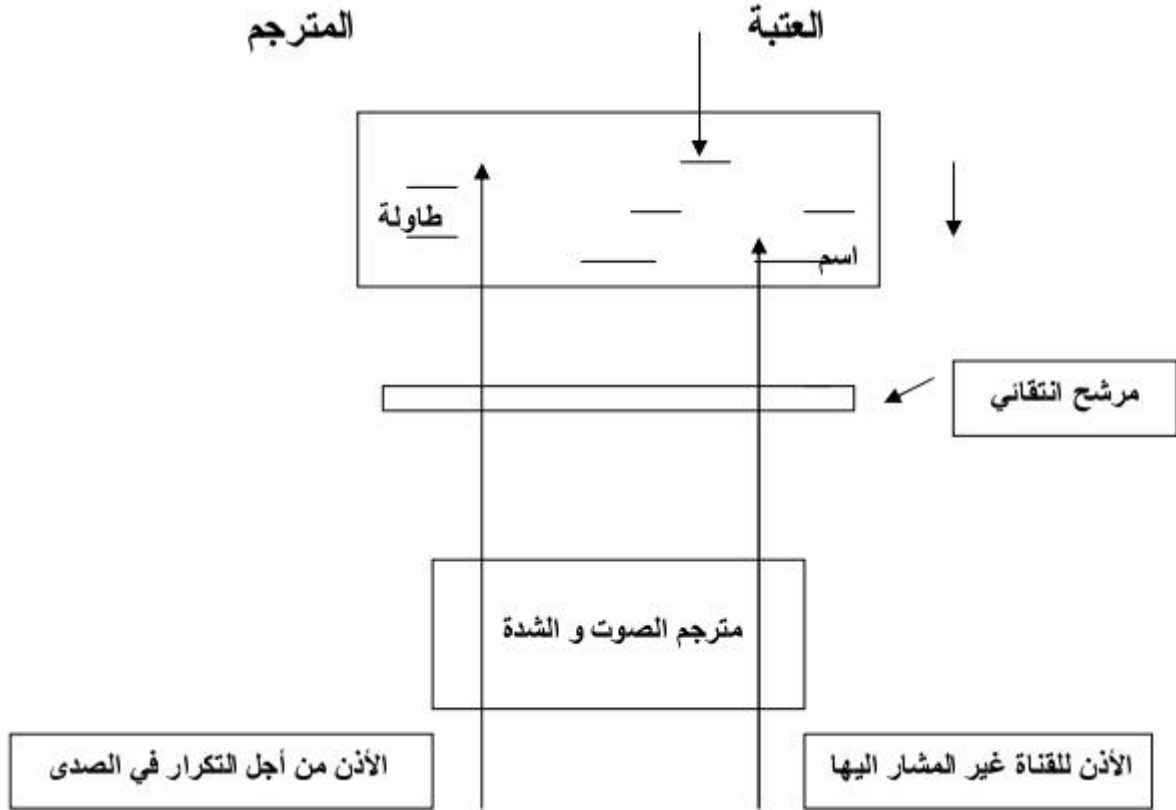 العتبة
المترجم
طاولة
اسم
مرشح انتقائي
مترجم الصوت و الشدة
الأذن للقناة غير المشار اليها
الأذن من أجل التكرار في الصدى